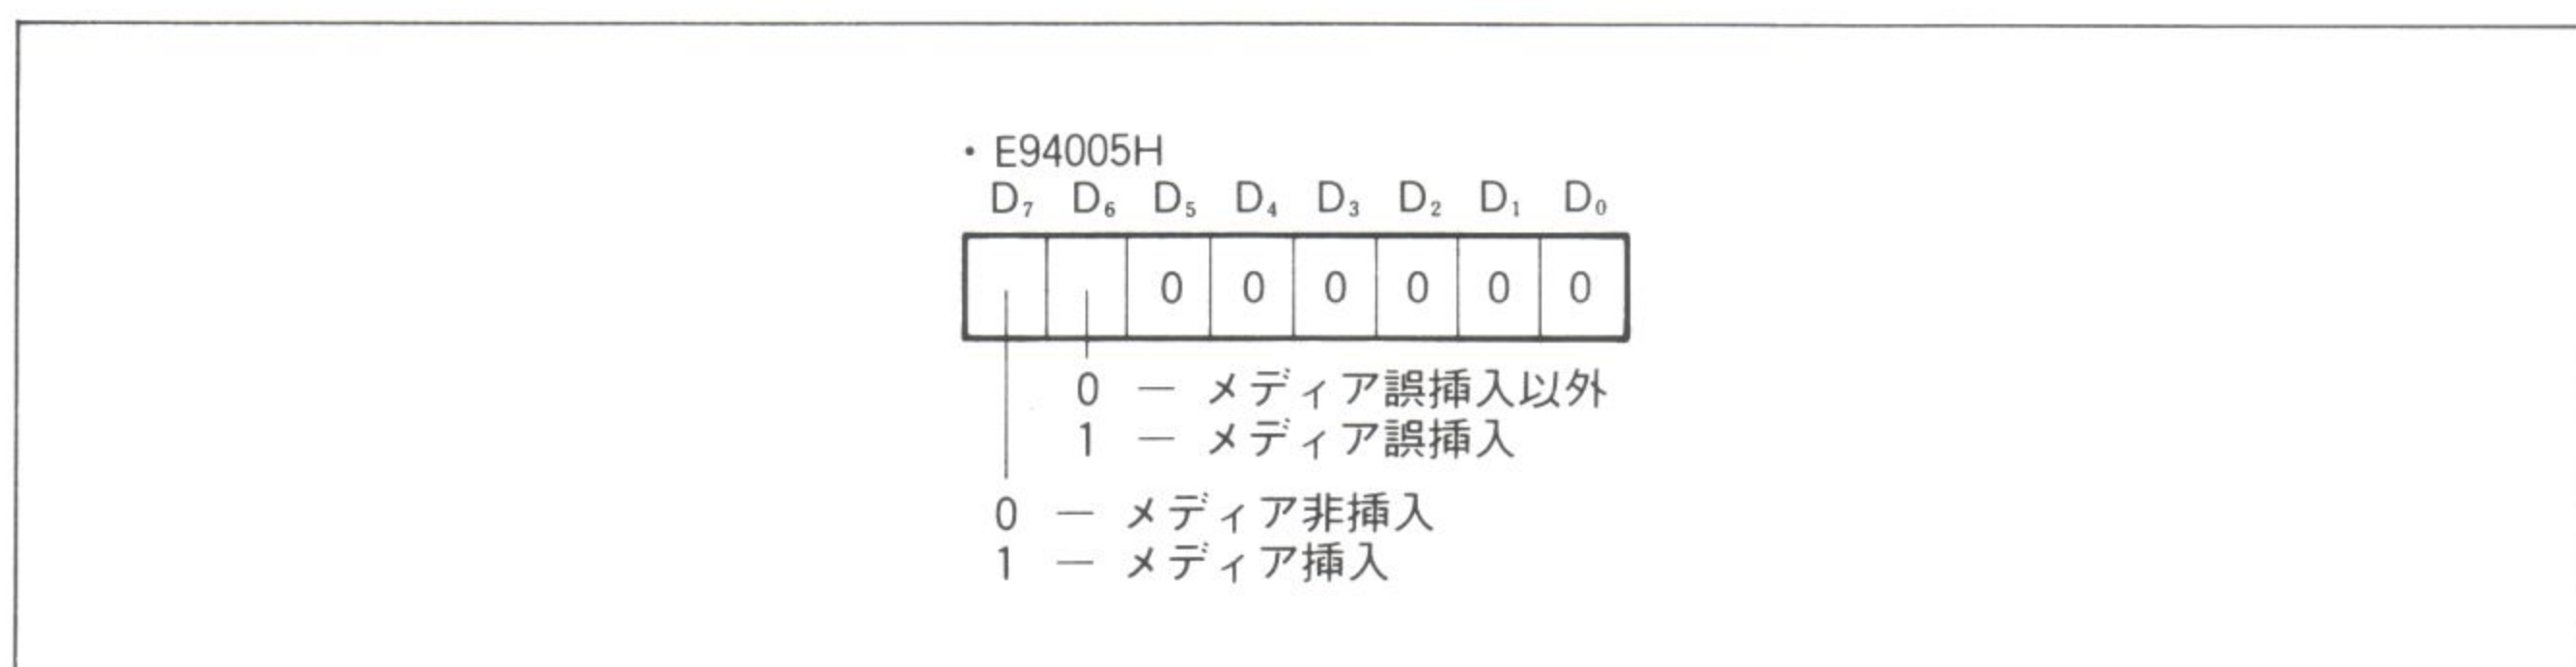 ・E94005H
D₇ D₆ D₅ D₄ D₃ D₂ D₁ D₀
0 0 0 0 0 0
0 ― メディア誤挿入以外
1 ― メディア誤挿入
0 ― メディア非挿入
1 ― メディア挿入